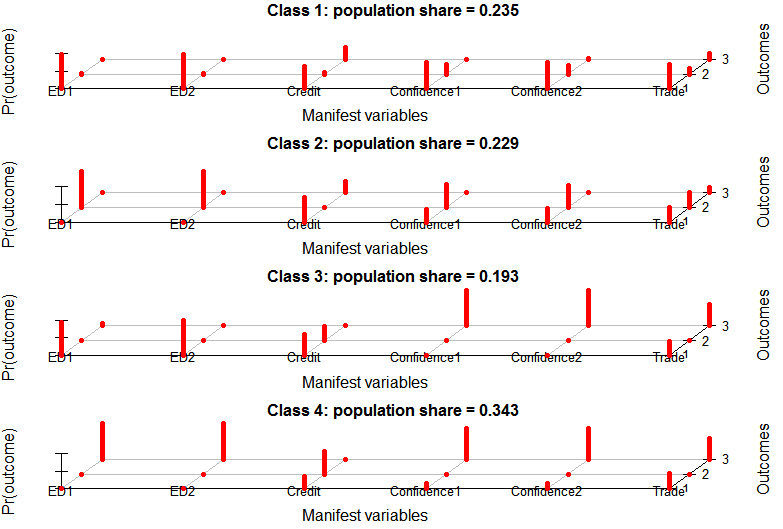 Class 1: population share = 0.235
Pr(outcome)
Outcomes
3
2
1
ED1 ED2 Credit Confidence1 Confidence2 Trade
Manifest variables
Class 2: population share = 0.229
Pr(outcome)
Outcomes
3
2
1
ED1 ED2 Credit Confidence1 Confidence2 Trade
Manifest variables
Class 3: population share = 0.193
Pr(outcome)
Outcomes
3
2
1
ED1 ED2 Credit Confidence1 Confidence2 Trade
Manifest variables
Class 4: population share = 0.343
Pr(outcome)
Outcomes
3
2
1
ED1 ED2 Credit Confidence1 Confidence2 Trade
Manifest variables